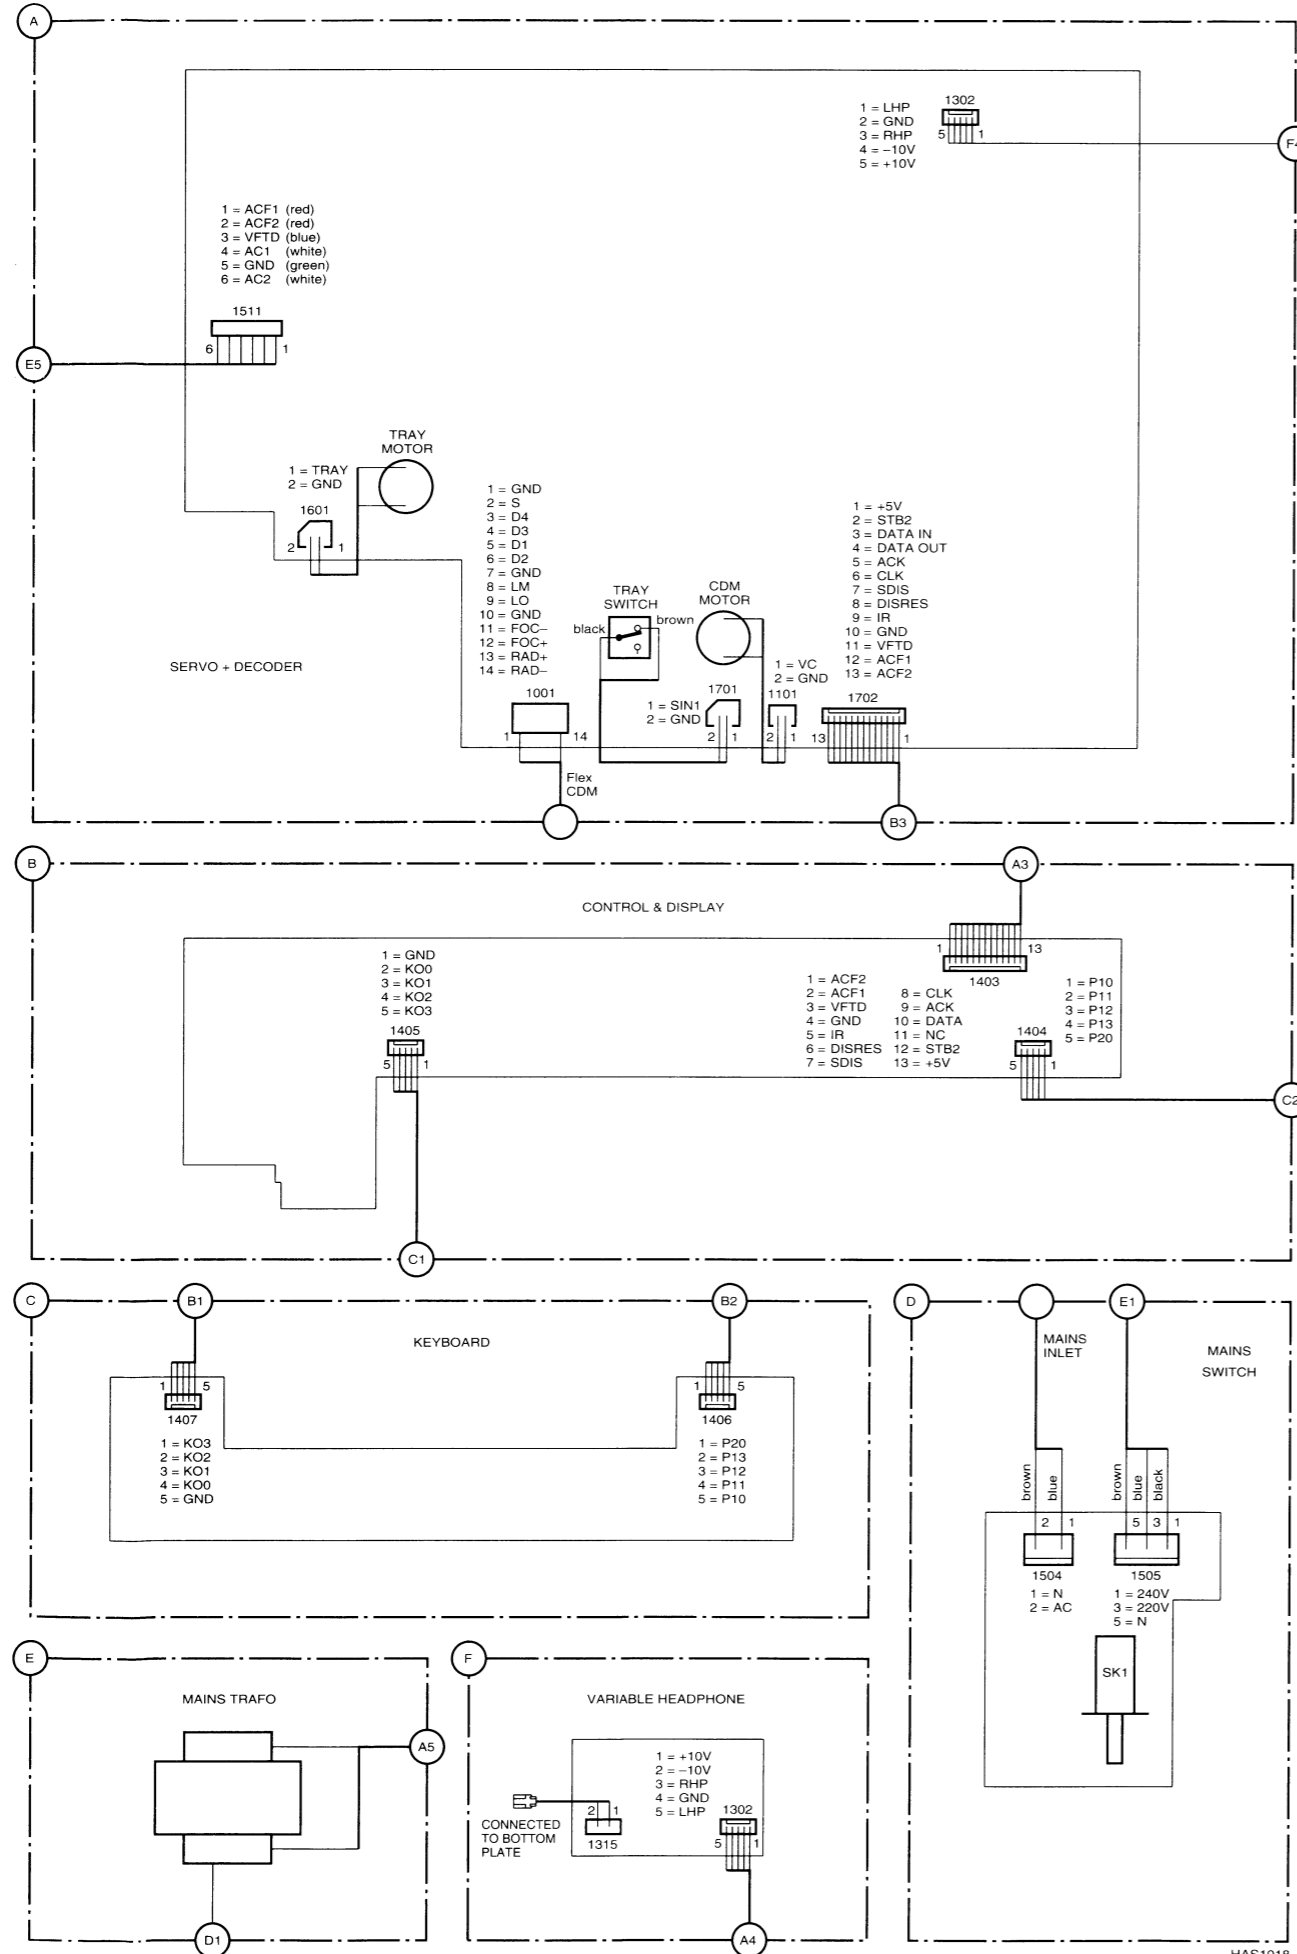 A
1302
1 = LHP
2 = GND
3 = RHP
4 = –10V
5 = +10V
5 1
F4
1 = ACF1 (red)
2 = ACF2 (red)
3 = VFTD (blue)
4 = AC1 (white)
5 = GND (green)
6 = AC2 (white)
1511
6 1
E5
TRAY
MOTOR
1 = TRAY
2 = GND
1601
2 1
1 = GND
2 = S
3 = D4
4 = D3
5 = D1
6 = D2
7 = GND
8 = LM
9 = LO
10 = GND
11 = FOC–
12 = FOC+
13 = RAD+
14 = RAD–
1001
1 14
Flex
CDM
TRAY
SWITCH
black brown
CDM
MOTOR
1 = SIN1
2 = GND
1701
2 1
1 = VC
2 = GND
1101
2 1
1 = +5V
2 = STB2
3 = DATA IN
4 = DATA OUT
5 = ACK
6 = CLK
7 = SDIS
8 = DISRES
9 = IR
10 = GND
11 = VFTD
12 = ACF1
13 = ACF2
1702
13 1
SERVO + DECODER
B3
B
A3
CONTROL & DISPLAY
1 = GND
2 = KO0
3 = KO1
4 = KO2
5 = KO3
1405
5 1
1 13
1403
1 = ACF2
2 = ACF1
3 = VFTD
4 = GND
5 = IR
6 = DISRES
7 = SDIS
8 = CLK
9 = ACK
10 = DATA
11 = NC
12 = STB2
13 = +5V
1404
5 1
1 = P10
2 = P11
3 = P12
4 = P13
5 = P20
C2
C1
C
B1
B2
KEYBOARD
1 5
1407
1 = KO3
2 = KO2
3 = KO1
4 = KO0
5 = GND
1 5
1406
1 = P20
2 = P13
3 = P12
4 = P11
5 = P10
D
E1
MAINS
INLET
MAINS
SWITCH
brown
blue
brown
blue
black
2 1
5 3 1
1504
1505
1 = N
2 = AC
1 = 240V
3 = 220V
5 = N
SK1
E
MAINS TRAFO
A5
D1
F
VARIABLE HEADPHONE
1 = +10V
2 = –10V
3 = RHP
4 = GND
5 = LHP
1302
5 1
2 1
1315
CONNECTED
TO BOTTOM
PLATE
A4
HAS1018